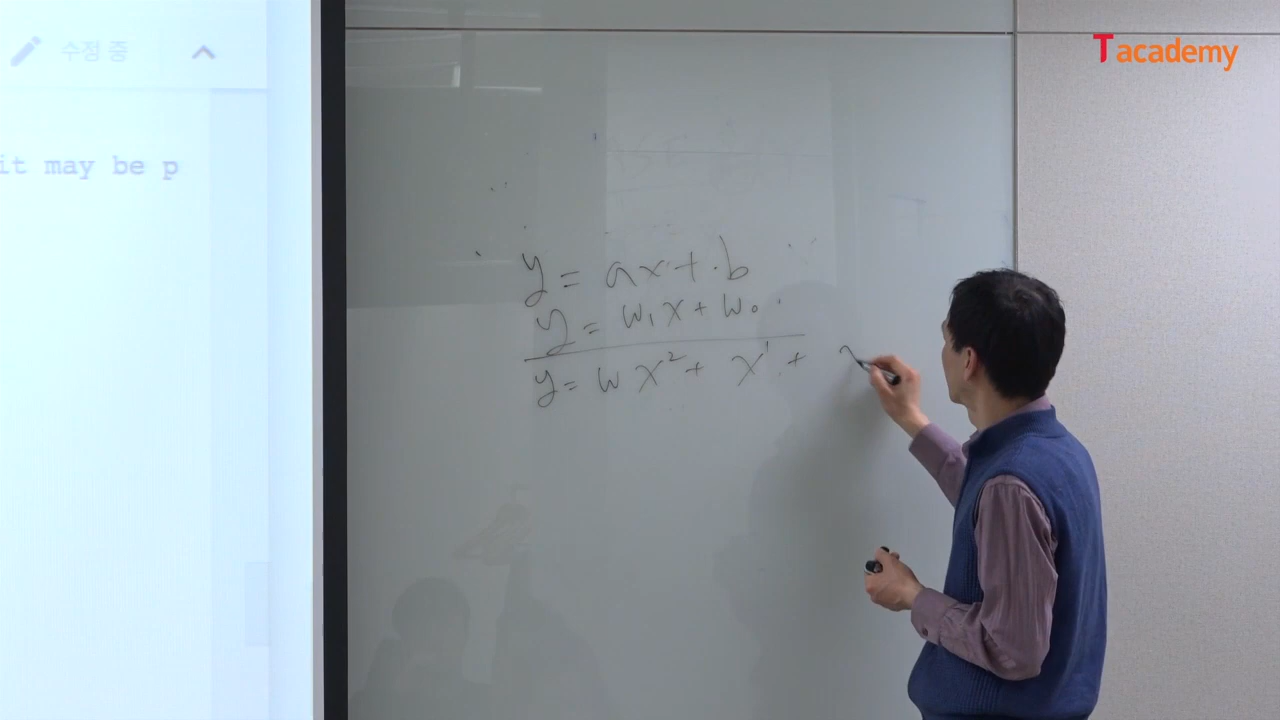 Tacademy
수정 중
it may be p
y = ax + b
y = w₁x + w₀
y = w x² + x¹ +